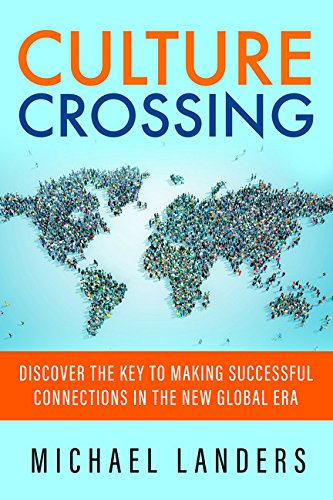 CULTURE
CROSSING
DISCOVER THE KEY TO MAKING SUCCESSFUL
CONNECTIONS IN THE NEW GLOBAL ERA
MICHAEL LANDERS